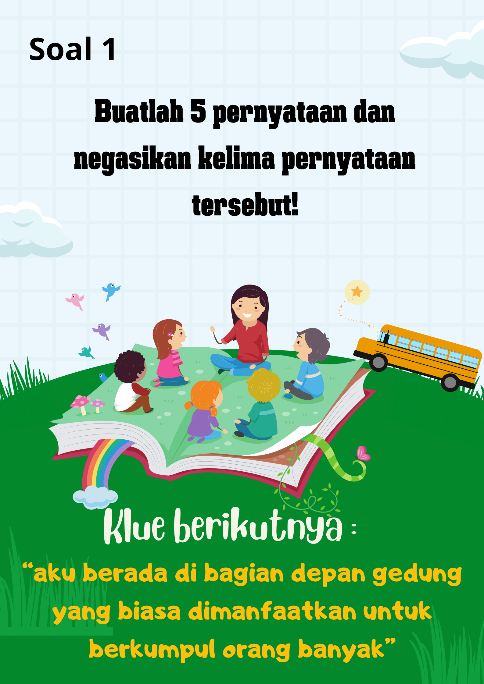 Soal 1
Buatlah 5 pernyataan dan
negasikan kelima pernyataan
tersebut!
Klue berikutnya :
“aku berada di bagian depan gedung
yang biasa dimanfaatkan untuk
berkumpul orang banyak”